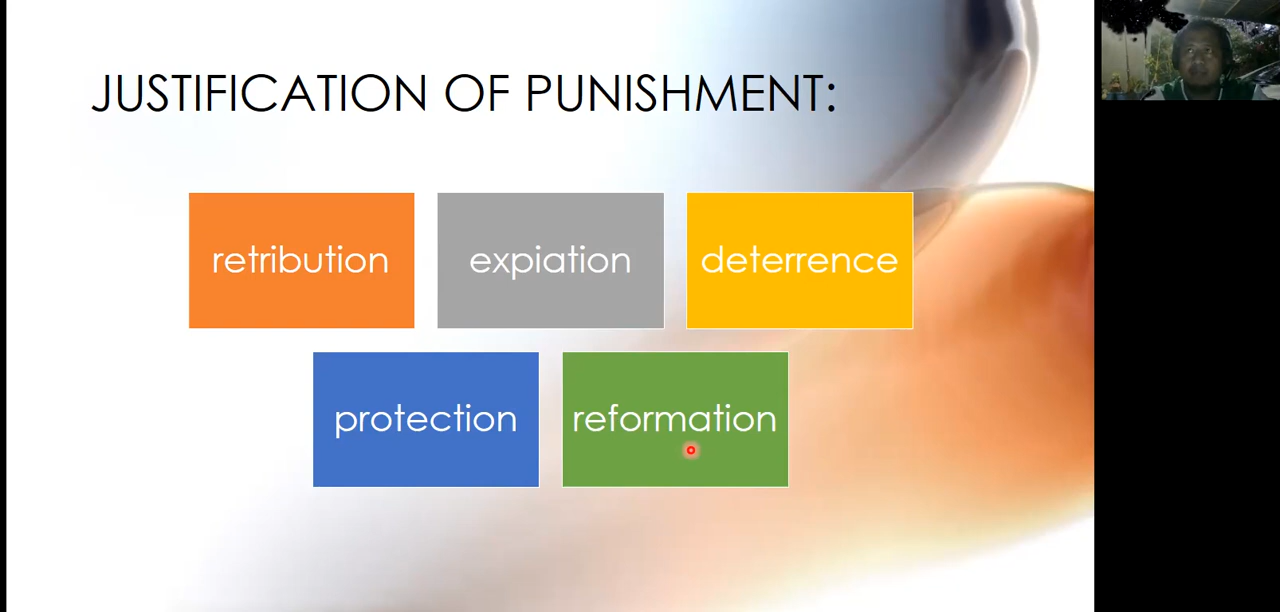 JUSTIFICATION OF PUNISHMENT:
retribution
expiation
deterrence
protection
reformation